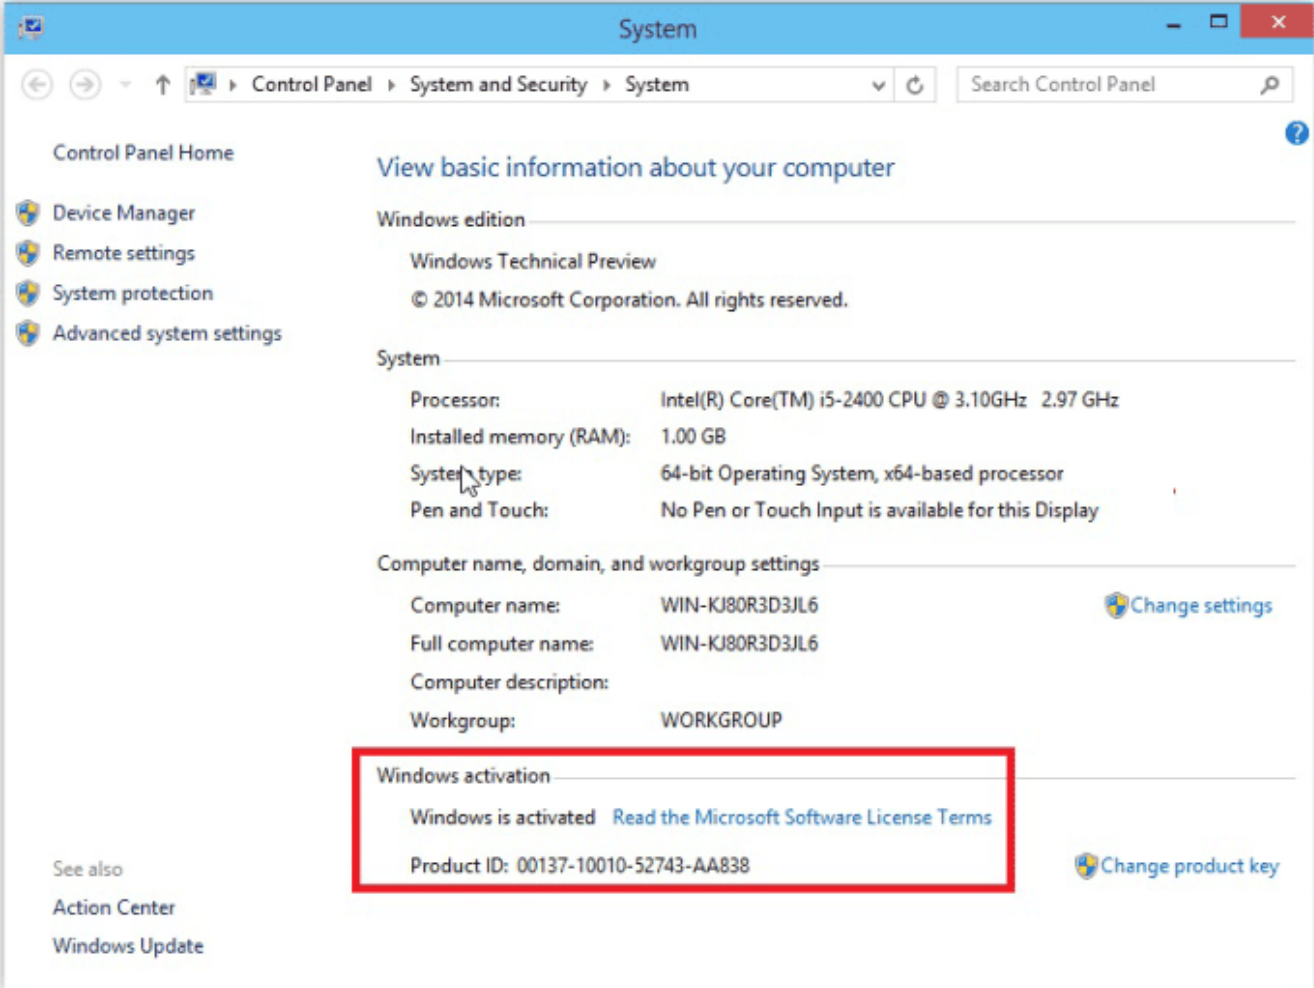 System
Control Panel System and Security System
Search Control Panel
Control Panel Home
Device Manager
Remote settings
System protection
Advanced system settings
See also
Action Center
Windows Update
View basic information about your computer
Windows edition
Windows Technical Preview
© 2014 Microsoft Corporation. All rights reserved.
System
Processor: Intel(R) Core(TM) i5-2400 CPU @ 3.10GHz 2.97 GHz
Installed memory (RAM): 1.00 GB
System type: 64-bit Operating System, x64-based processor
Pen and Touch: No Pen or Touch Input is available for this Display
Computer name, domain, and workgroup settings
Computer name: WIN-KJ80R3D3JL6 Change settings
Full computer name: WIN-KJ80R3D3JL6
Computer description:
Workgroup: WORKGROUP
Windows activation
Windows is activated Read the Microsoft Software License Terms
Product ID: 00137-10010-52743-AA838 Change product key